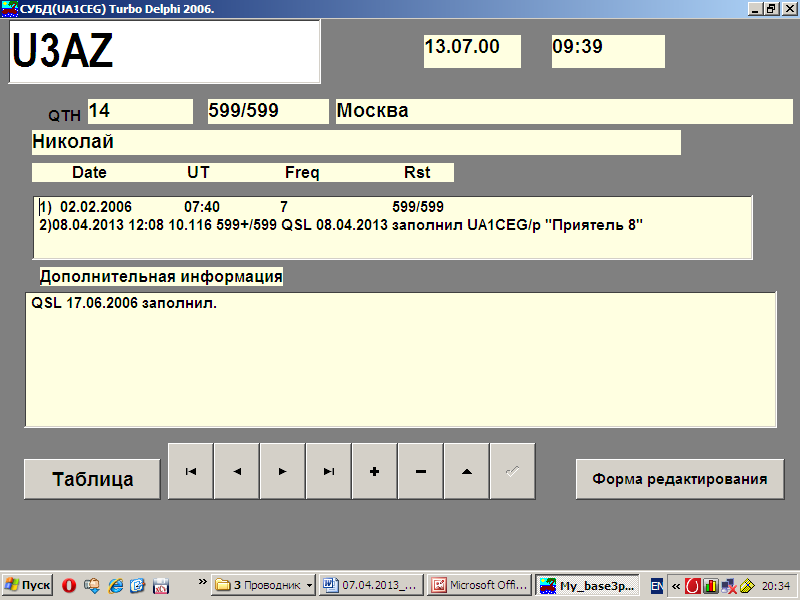 СУБД(UA1CEG) Turbo Delphi 2006.
U3AZ
13.07.00
09:39
QTH 14 599/599 Москва
Николай
Date UT Freq Rst
1) 02.02.2006 07:40 7 599/599
2)08.04.2013 12:08 10.116 599+/599 QSL 08.04.2013 заполнил UA1CEG/p "Приятель 8"
Дополнительная информация
QSL 17.06.2006 заполнил.
Таблица
Форма редактирования
Пуск » 3 Проводник 07.04.2013_... Microsoft Offi... My_base3p... EN « 20:34